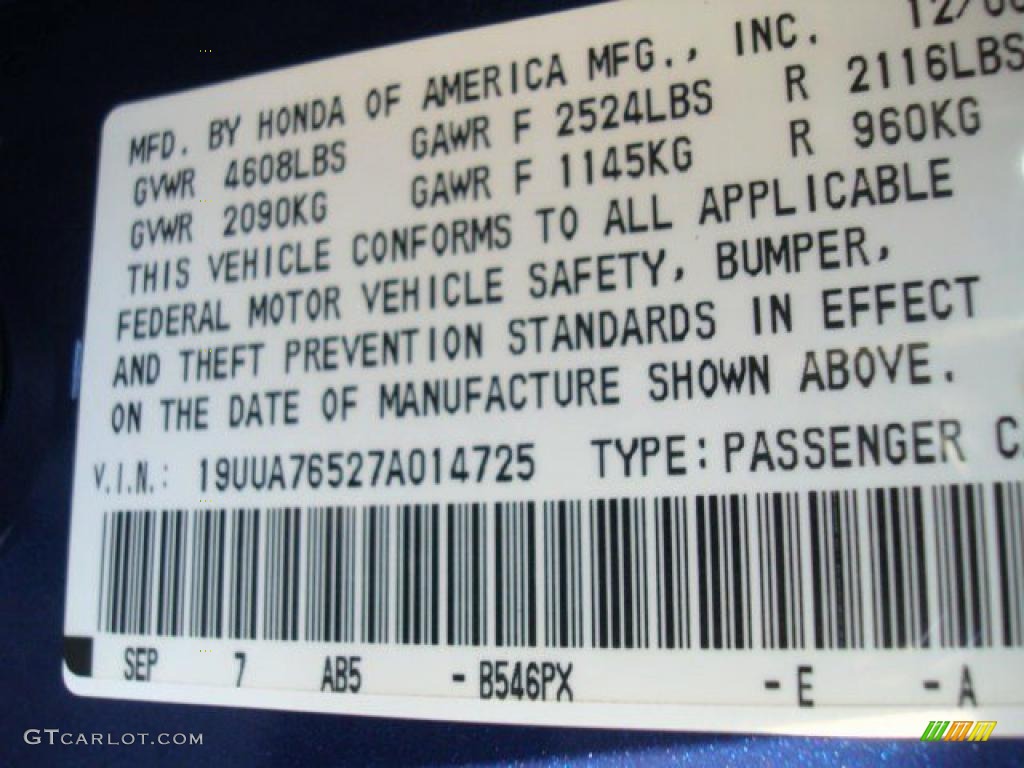 MFD. BY HONDA OF AMERICA MFG., INC. 12/06
GVWR 4608LBS GAWR F 2524LBS R 2116LBS
GVWR 2090KG GAWR F 1145KG R 960KG
THIS VEHICLE CONFORMS TO ALL APPLICABLE
FEDERAL MOTOR VEHICLE SAFETY, BUMPER,
AND THEFT PREVENTION STANDARDS IN EFFECT
ON THE DATE OF MANUFACTURE SHOWN ABOVE.
V.I.N.: 19UUA76527A014725 TYPE: PASSENGER
SEP 7 AB5 - B546PX - E - A
GTCARLOT.COM